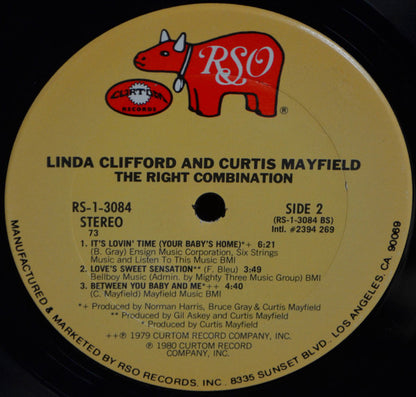 RSO
CURTOM
RECORDS
®
LINDA CLIFFORD AND CURTIS MAYFIELD
THE RIGHT COMBINATION
RS-1-3084
STEREO
73
SIDE 2
(RS-1-3084 BS)
Intl. #2394 269
1. IT'S LOVIN' TIME (YOUR BABY'S HOME)*+ 6:21
(B. Gray) Ensign Music Corporation, Six Strings
Music and Listen To This Music BMI
2. LOVE'S SWEET SENSATION** (F. Bleu) 3:49
Bellboy Music (Admin. by Mighty Three Music Group) BMI
3. BETWEEN YOU BABY AND ME*++ 4:40
(C. Mayfield) Mayfield Music BMI
*+ Produced by Norman Harris, Bruce Gray & Curtis Mayfield
** Produced by Gil Askey and Curtis Mayfield
* Produced by Curtis Mayfield
++ ℗ 1979 CURTOM RECORD COMPANY, INC.
℗ 1980 CURTOM RECORD
COMPANY, INC.
MANUFACTURED & MARKETED BY RSO RECORDS, INC. 8335 SUNSET BLVD., LOS ANGELES, CA. 90069